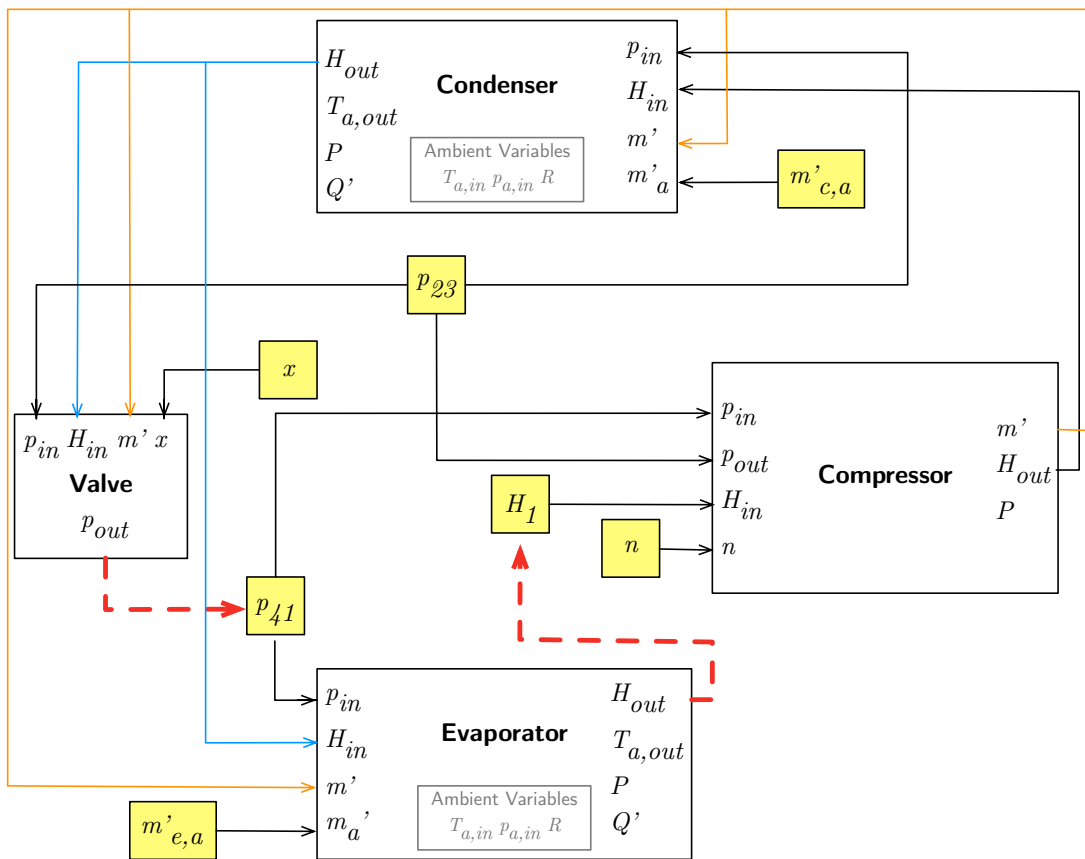 H_out
p_in
Condenser
H_in
T_a,out
m'
P
Ambient Variables
T_a,in p_a,in R
Q'
m'_a
m'_c,a
p_23
x
p_in H_in m' x
Valve
p_out
p_in
m'
p_out
Compressor
H_out
H_1
H_in
P
n
n
p_41
p_in
H_out
Evaporator
H_in
T_a,out
m'
P
Ambient Variables
T_a,in p_a,in R
m_a'
Q'
m'_e,a